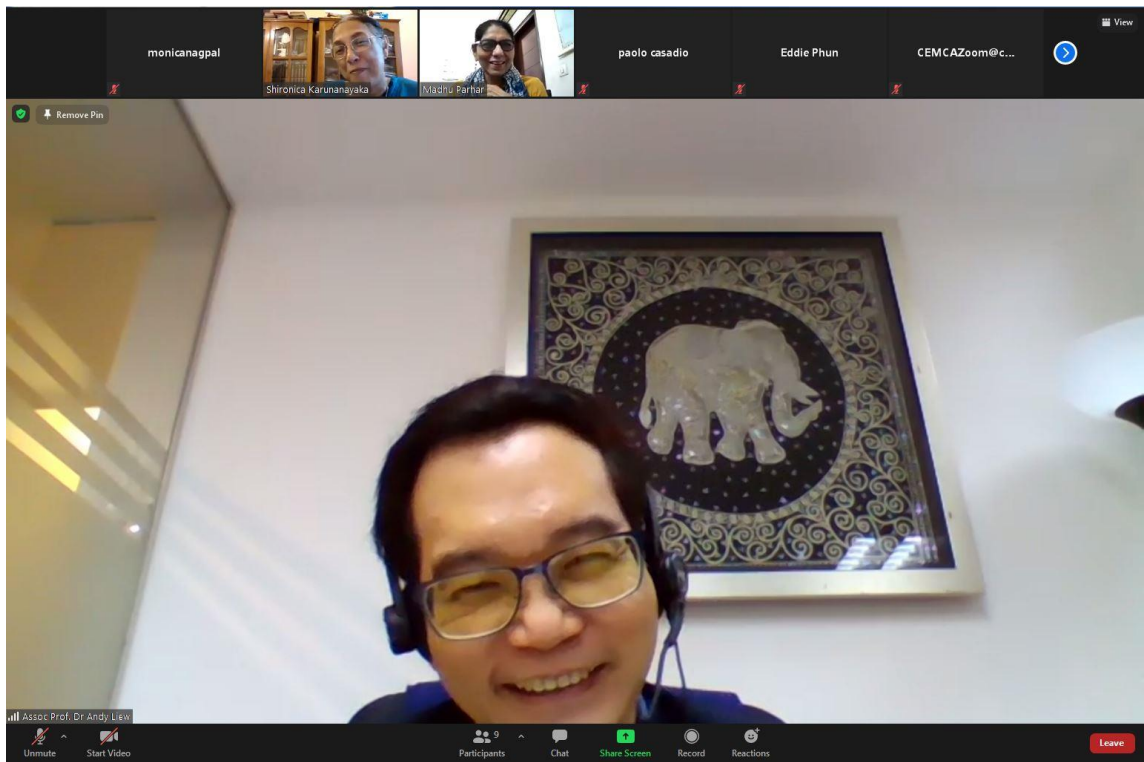 View
monicanagpal
Shironica Karunanayaka
Madhu Parhar
paolo casadio
Eddie Phun
CEMCAZoom@c...
Remove Pin
Assoc Prof. Dr Andy Liew
Unmute
Start Video
9
Participants
Chat
Share Screen
Record
Reactions
Leave